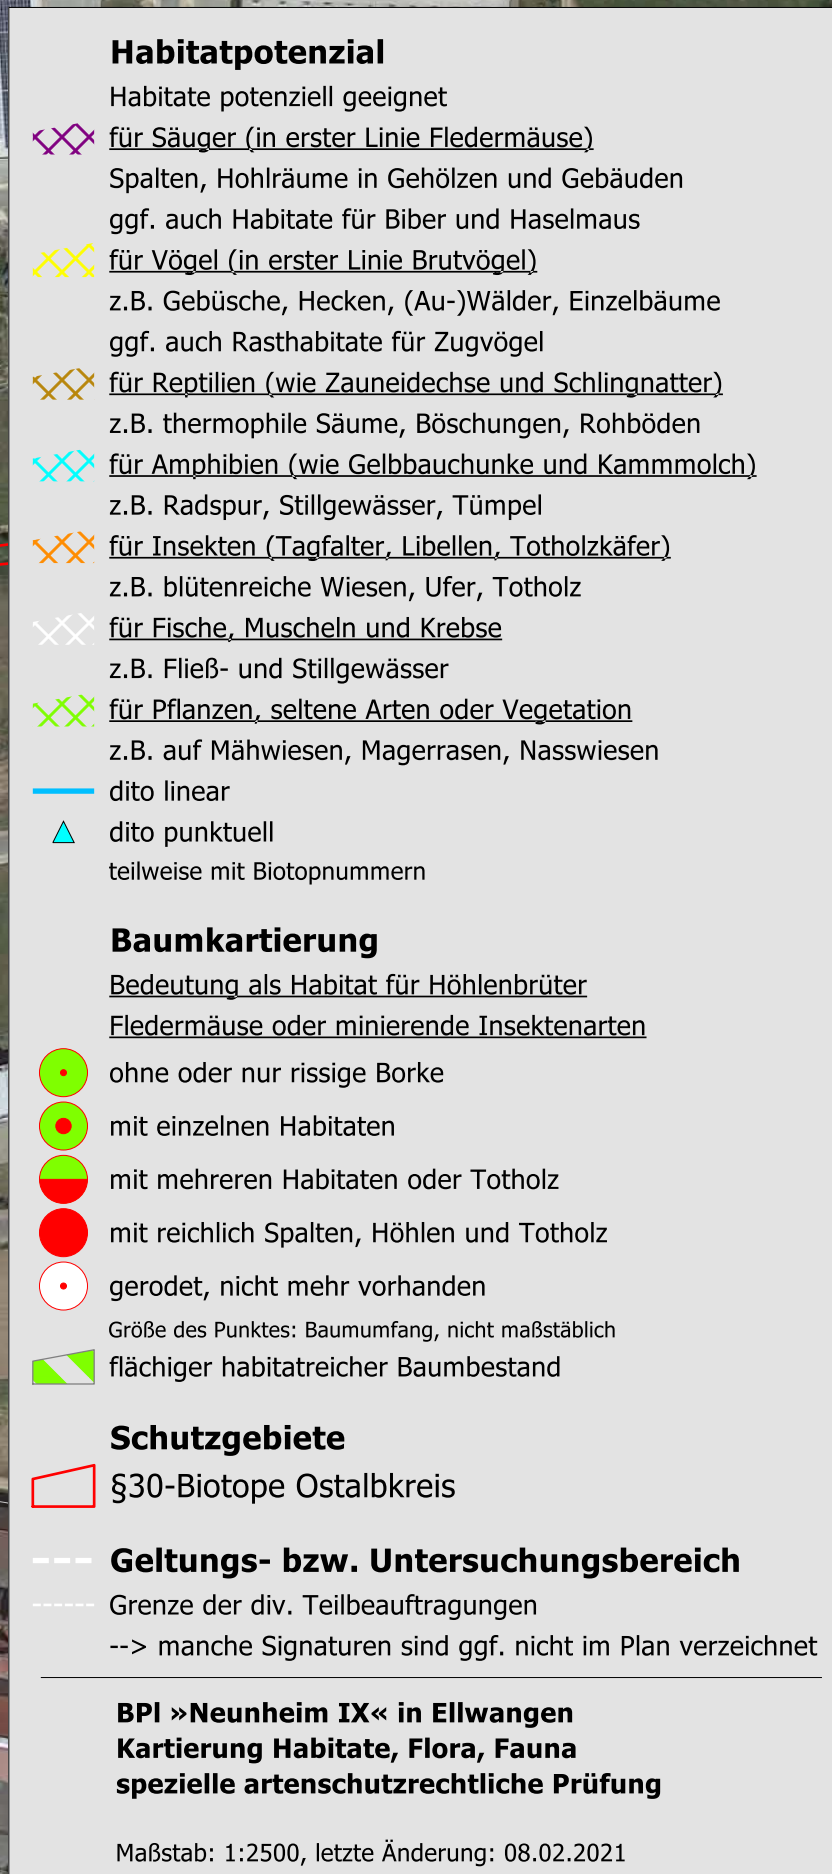 Habitatpotenzial
Habitate potenziell geeignet
für Säuger (in erster Linie Fledermäuse)
Spalten, Hohlräume in Gehölzen und Gebäuden
ggf. auch Habitate für Biber und Haselmaus
für Vögel (in erster Linie Brutvögel)
z.B. Gebüsche, Hecken, (Au-)Wälder, Einzelbäume
ggf. auch Rasthabitate für Zugvögel
für Reptilien (wie Zauneidechse und Schlingnatter)
z.B. thermophile Säume, Böschungen, Rohböden
für Amphibien (wie Gelbbauchunke und Kammmolch)
z.B. Radspur, Stillgewässer, Tümpel
für Insekten (Tagfalter, Libellen, Totholzkäfer)
z.B. blütenreiche Wiesen, Ufer, Totholz
für Fische, Muscheln und Krebse
z.B. Fließ- und Stillgewässer
für Pflanzen, seltene Arten oder Vegetation
z.B. auf Mähwiesen, Magerrasen, Nasswiesen
dito linear
dito punktuell
teilweise mit Biotopnummern
Baumkartierung
Bedeutung als Habitat für Höhlenbrüter
Fledermäuse oder minierende Insektenarten
ohne oder nur rissige Borke
mit einzelnen Habitaten
mit mehreren Habitaten oder Totholz
mit reichlich Spalten, Höhlen und Totholz
gerodet, nicht mehr vorhanden
Größe des Punktes: Baumumfang, nicht maßstäblich
flächiger habitatreicher Baumbestand
Schutzgebiete
§30-Biotope Ostalbkreis
Geltungs- bzw. Untersuchungsbereich
Grenze der div. Teilbeauftragungen
--> manche Signaturen sind ggf. nicht im Plan verzeichnet
BPl »Neunheim IX« in Ellwangen
Kartierung Habitate, Flora, Fauna
spezielle artenschutzrechtliche Prüfung
Maßstab: 1:2500, letzte Änderung: 08.02.2021